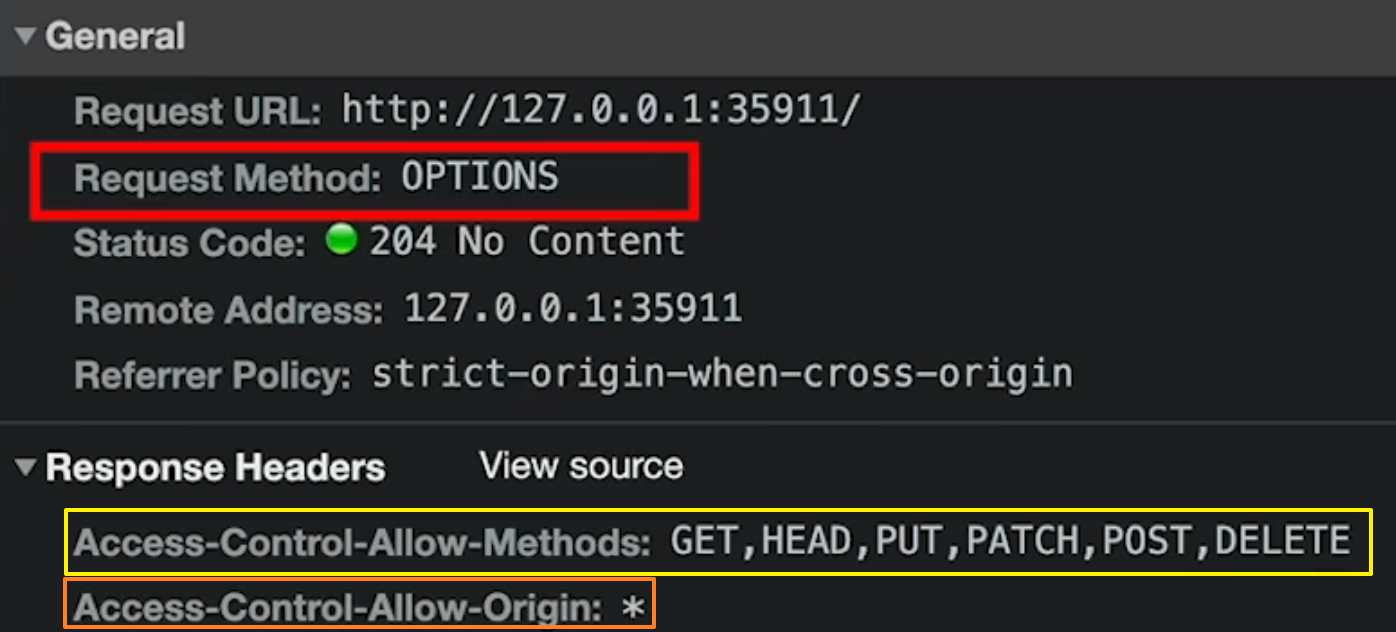 General
Request URL: http://127.0.0.1:35911/
Request Method: OPTIONS
Status Code: 204 No Content
Remote Address: 127.0.0.1:35911
Referrer Policy: strict-origin-when-cross-origin
Response Headers View source
Access-Control-Allow-Methods: GET,HEAD,PUT,PATCH,POST,DELETE
Access-Control-Allow-Origin: *